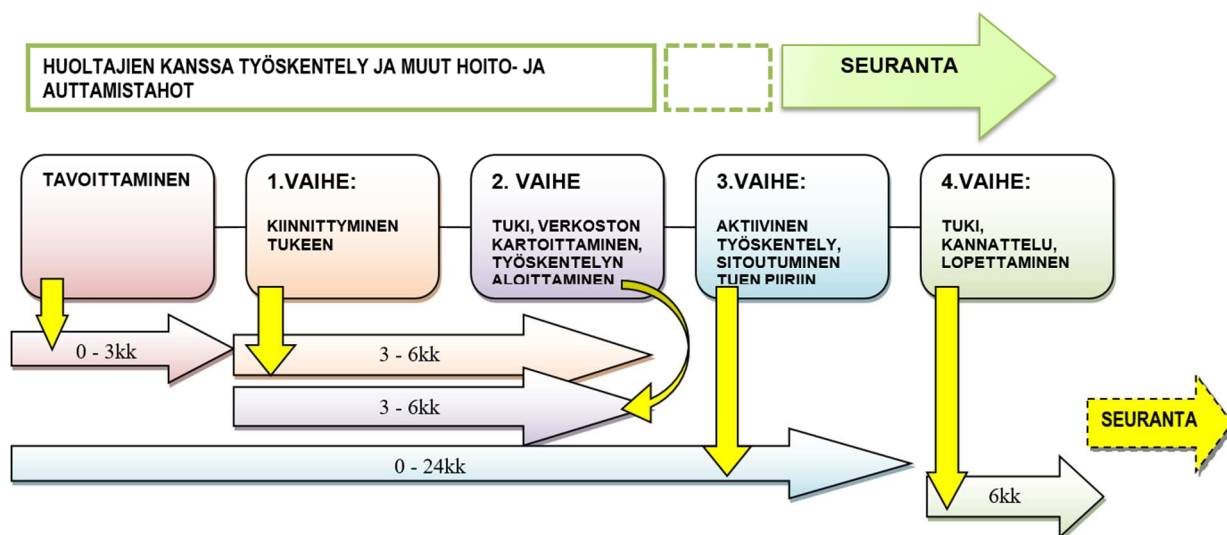 HUOLTAJIEN KANSSA TYÖSKENTELY JA MUUT HOITO- JA
AUTTAMISTAHOT
SEURANTA
TAVOITTAMINEN
1.VAIHE:
KIINNITTYMINEN
TUKEEN
2. VAIHE
TUKI, VERKOSTON
KARTOITTAMINEN,
TYÖSKENTELYN
ALOITTAMINEN
3.VAIHE:
AKTIIVINEN
TYÖSKENTELY,
SITOUTUMINEN
TUEN PIIRIIN
4.VAIHE:
TUKI,
KANNATTELU,
LOPETTAMINEN
0 - 3kk
3 - 6kk
3 - 6kk
SEURANTA
0 - 24kk
6kk